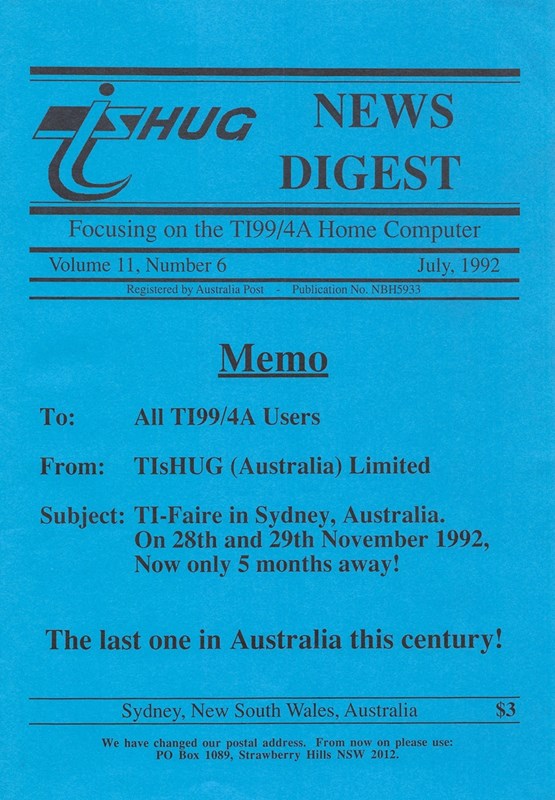 TIsHUG
NEWS
DIGEST
Focusing on the TI99/4A Home Computer
Volume 11, Number 6 July, 1992
Registered by Australia Post - Publication No. NBH5933
Memo
To: All TI99/4A Users
From: TIsHUG (Australia) Limited
Subject: TI-Faire in Sydney, Australia.
On 28th and 29th November 1992,
Now only 5 months away!
The last one in Australia this century!
Sydney, New South Wales, Australia $3
We have changed our postal address. From now on please use:
PO Box 1089, Strawberry Hills NSW 2012.